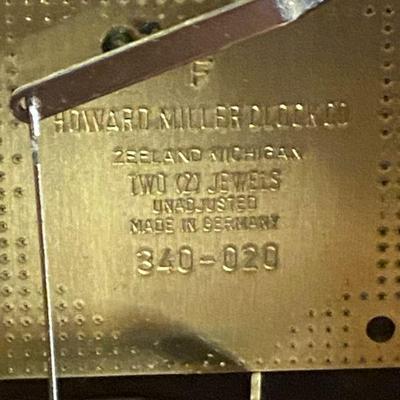 F
HOWARD MILLER CLOCK CO
ZEELAND MICHIGAN
TWO (2) JEWELS
UNADJUSTED
MADE IN GERMANY
340-020